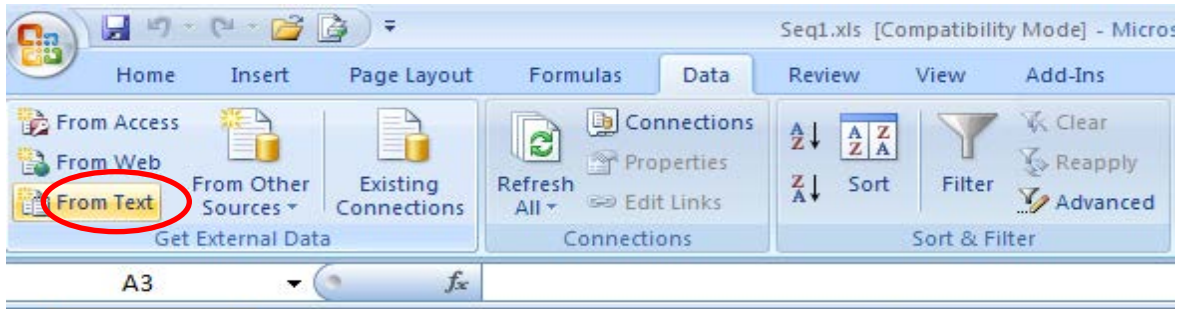 Seq1.xls [Compatibility Mode] - Micros
Home Insert Page Layout Formulas Data Review View Add-Ins
From Access
From Web
From Text
From Other
Sources
Existing
Connections
Get External Data
Refresh
All
Connections
Properties
Edit Links
Connections
A
Z
Z
A
A Z
Z A
Sort
Filter
Clear
Reapply
Advanced
Sort & Filter
A3 fx